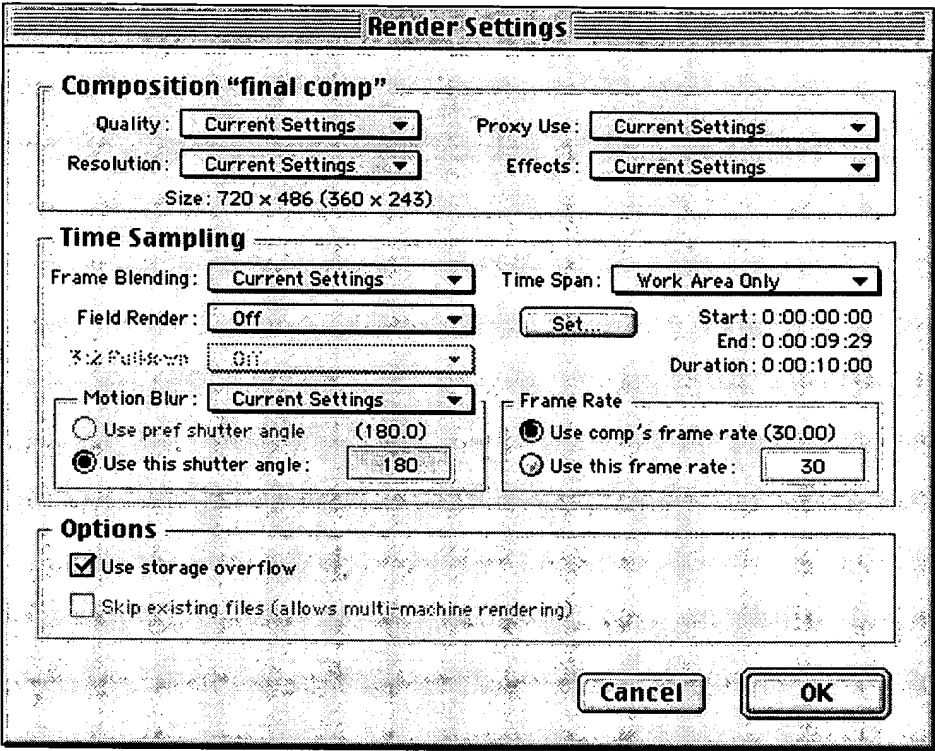 Render Settings
Composition “final comp”
Quality: Current Settings
Proxy Use: Current Settings
Resolution: Current Settings
Effects: Current Settings
Size: 720 x 486 (360 x 243)
Time Sampling
Frame Blending: Current Settings
Time Span: Work Area Only
Field Render: Off
Set...
Start: 0:00:00:00
End: 0:00:09:29
Duration: 0:00:10:00
3:2 Pulldown: Off
Motion Blur: Current Settings
Use pref shutter angle (180.0)
Use this shutter angle: 180
Frame Rate
Use comp's frame rate (30.00)
Use this frame rate: 30
Options
Use storage overflow
Skip existing files (allows multi-machine rendering)
Cancel
OK